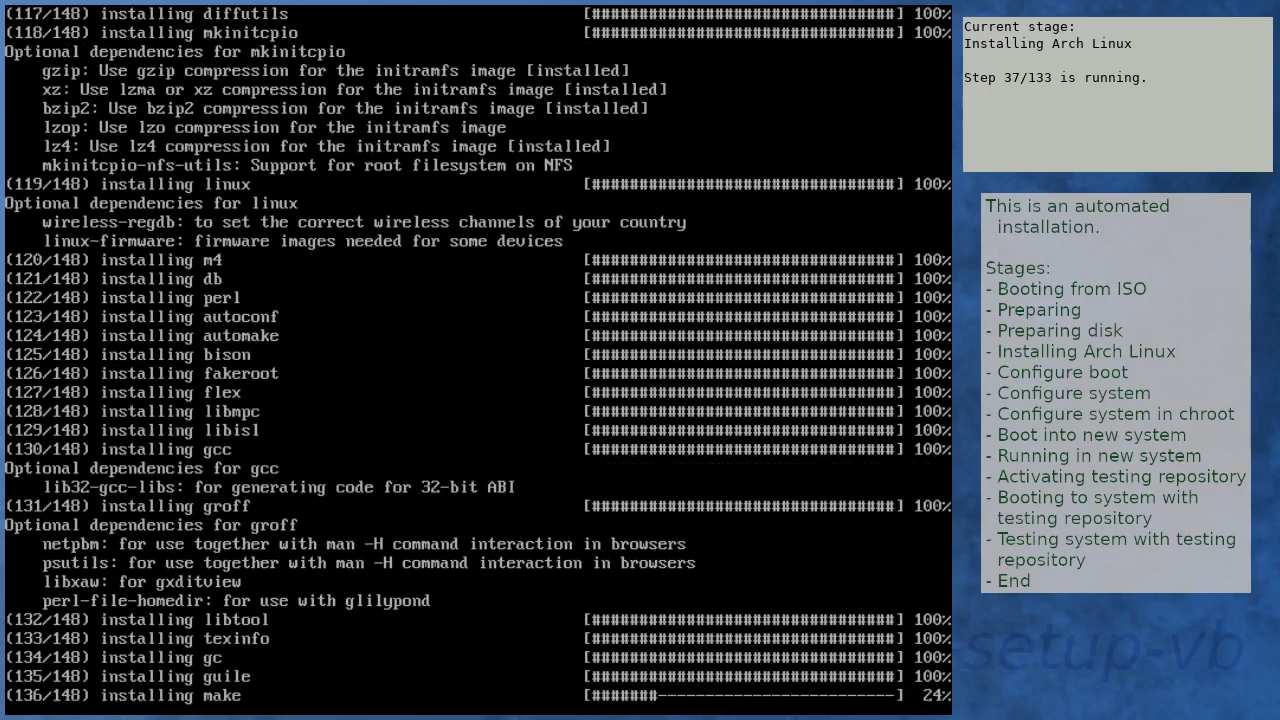 (117/148) installing diffutils [################################] 100%
(118/148) installing mkinitcpio [################################] 100%
Optional dependencies for mkinitcpio
gzip: Use gzip compression for the initramfs image [installed]
xz: Use lzma or xz compression for the initramfs image [installed]
bzip2: Use bzip2 compression for the initramfs image [installed]
lzop: Use lzo compression for the initramfs image
lz4: Use lz4 compression for the initramfs image [installed]
mkinitcpio-nfs-utils: Support for root filesystem on NFS
(119/148) installing linux [################################] 100%
Optional dependencies for linux
wireless-regdb: to set the correct wireless channels of your country
linux-firmware: firmware images needed for some devices
(120/148) installing m4 [################################] 100%
(121/148) installing db [################################] 100%
(122/148) installing perl [################################] 100%
(123/148) installing autoconf [################################] 100%
(124/148) installing automake [################################] 100%
(125/148) installing bison [################################] 100%
(126/148) installing fakeroot [################################] 100%
(127/148) installing flex [################################] 100%
(128/148) installing libmpc [################################] 100%
(129/148) installing libisl [################################] 100%
(130/148) installing gcc [################################] 100%
Optional dependencies for gcc
lib32-gcc-libs: for generating code for 32-bit ABI
(131/148) installing groff [################################] 100%
Optional dependencies for groff
netpbm: for use together with man -H command interaction in browsers
psutils: for use together with man -H command interaction in browsers
libxaw: for gxditview
perl-file-homedir: for use with glilypond
(132/148) installing libtool [################################] 100%
(133/148) installing texinfo [################################] 100%
(134/148) installing gc [################################] 100%
(135/148) installing guile [################################] 100%
(136/148) installing make [#######-------------------------] 24%
Current stage:
Installing Arch Linux
Step 37/133 is running.
This is an automated
installation.
Stages:
- Booting from ISO
- Preparing
- Preparing disk
- Installing Arch Linux
- Configure boot
- Configure system
- Configure system in chroot
- Boot into new system
- Running in new system
- Activating testing repository
- Booting to system with
testing repository
- Testing system with testing
repository
- End
setup-vb